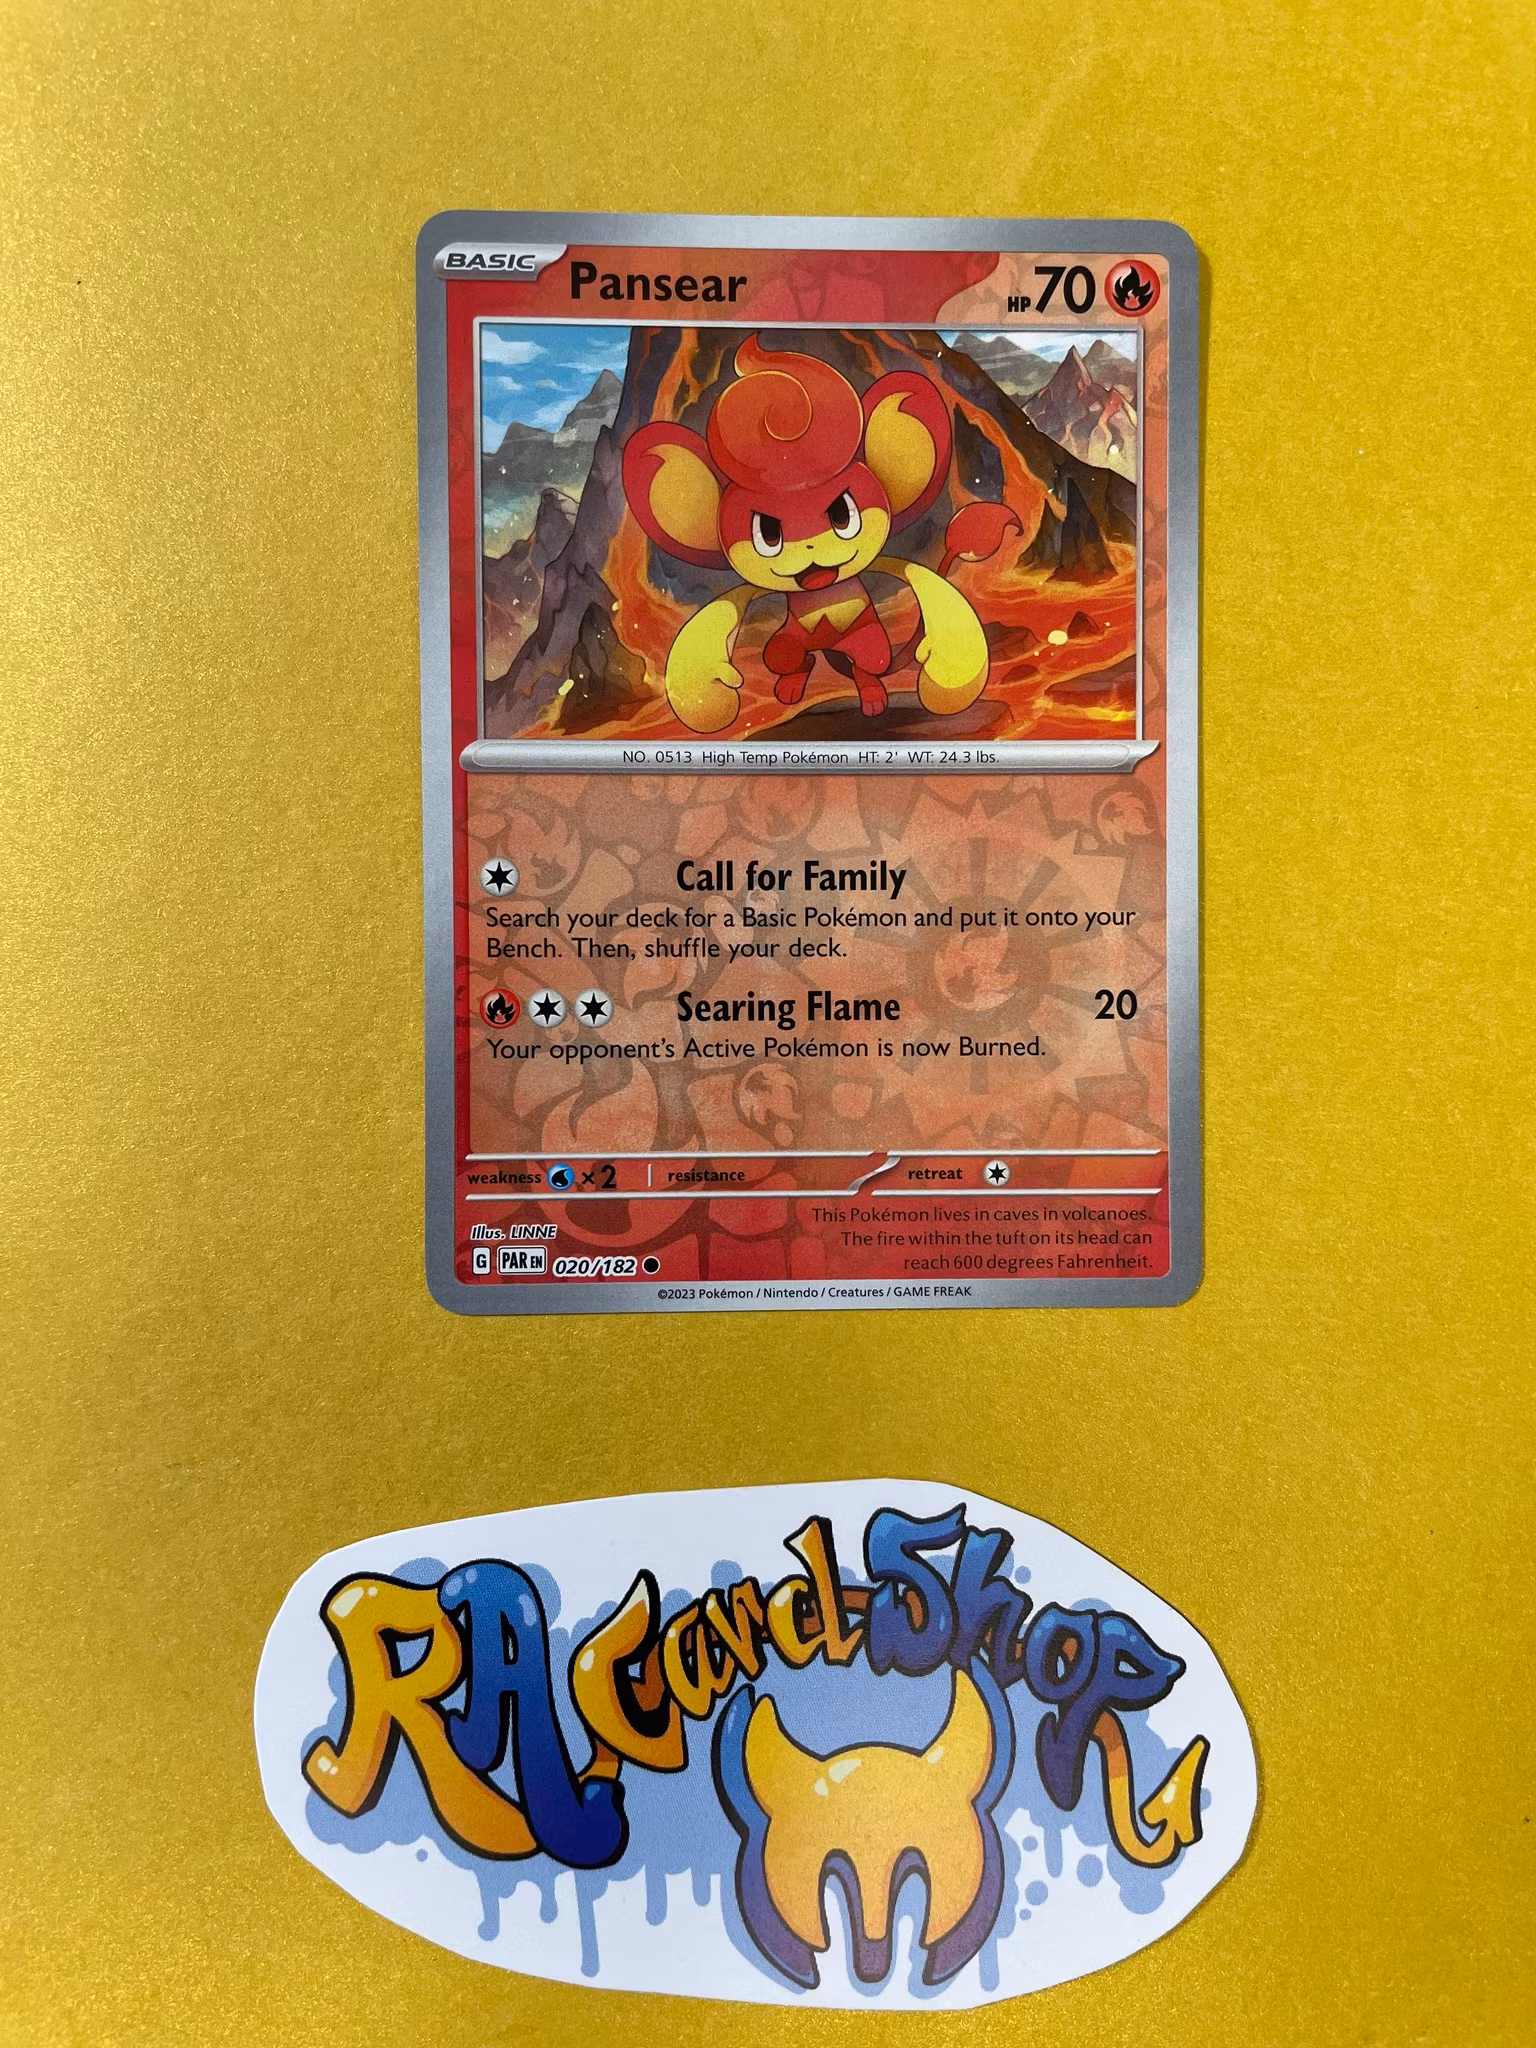 BASIC
Pansear
HP 70
NO. 0513 High Temp Pokémon HT: 2' WT: 24.3 lbs.
Call for Family
Search your deck for a Basic Pokémon and put it onto your
Bench. Then, shuffle your deck.
Searing Flame 20
Your opponent's Active Pokémon is now Burned.
weakness ×2 resistance retreat
Illus. LINNE
This Pokémon lives in caves in volcanoes.
The fire within the tuft on its head can
reach 600 degrees Fahrenheit.
G PAR EN 020/182
©2023 Pokémon / Nintendo / Creatures / GAME FREAK
RA Card Shop